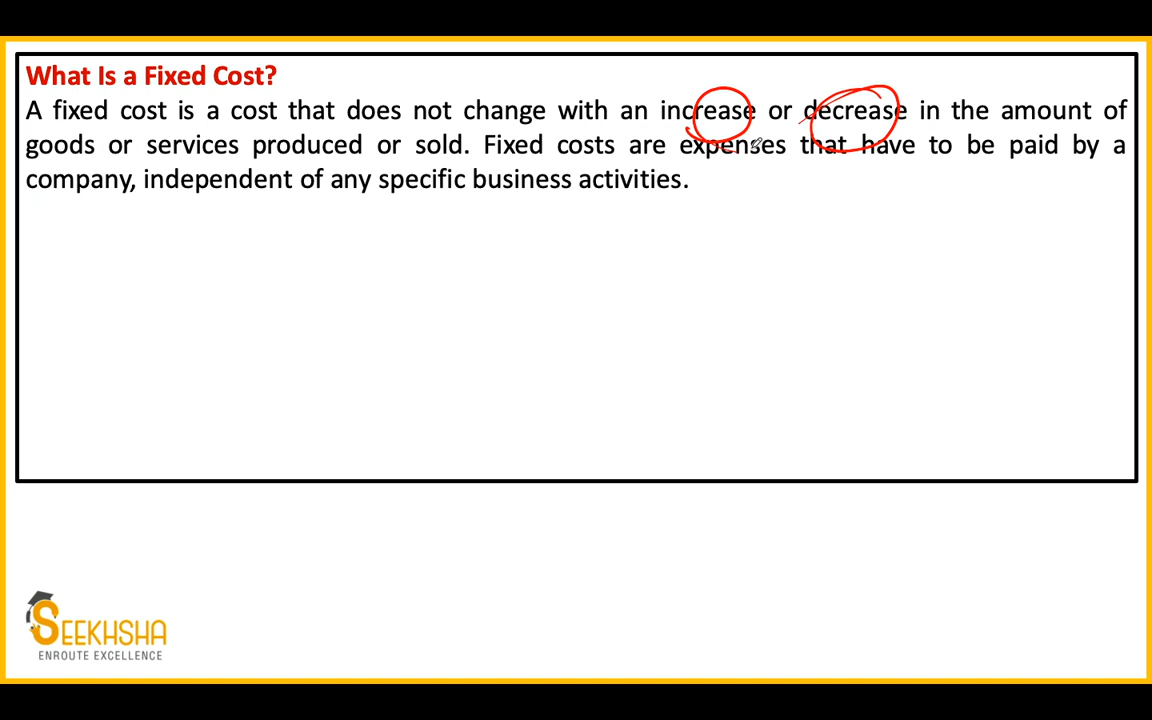 What Is a Fixed Cost?
A fixed cost is a cost that does not change with an increase or decrease in the amount of
goods or services produced or sold. Fixed costs are expenses that have to be paid by a
company, independent of any specific business activities.
SEEKHSHA
ENROUTE EXCELLENCE